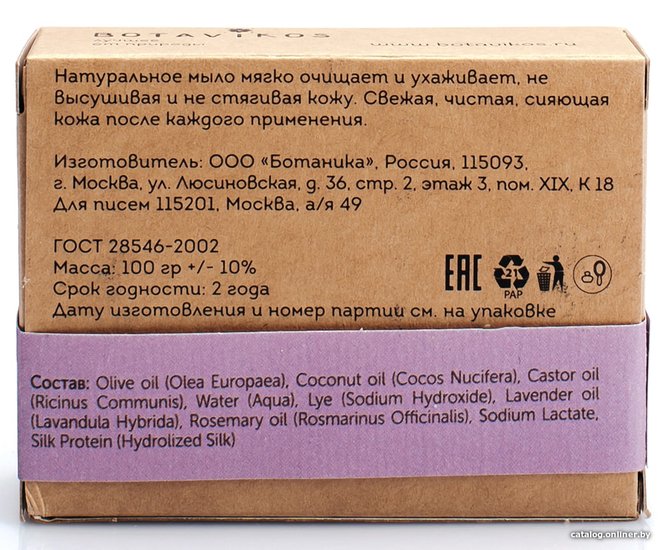 BOTAVIKOS
лучшее
от природы
www.botavikos.ru
Натуральное мыло мягко очищает и ухаживает, не
высушивая и не стягивая кожу. Свежая, чистая, сияющая
кожа после каждого применения.
Изготовитель: ООО «Ботаника», Россия, 115093,
г. Москва, ул. Люсиновская, д. 36, стр. 2, этаж 3, пом. XIX, К 18
Для писем 115201, Москва, а/я 49
ГОСТ 28546-2002
Масса: 100 гр +/- 10%
Срок годности: 2 года
Дату изготовления и номер партии см. на упаковке
EAC
21
PAP
Состав: Olive oil (Olea Europaea), Coconut oil (Cocos Nucifera), Castor oil
(Ricinus Communis), Water (Aqua), Lye (Sodium Hydroxide), Lavender oil
(Lavandula Hybrida), Rosemary oil (Rosmarinus Officinalis), Sodium Lactate,
Silk Protein (Hydrolized Silk)
catalog.onliner.by